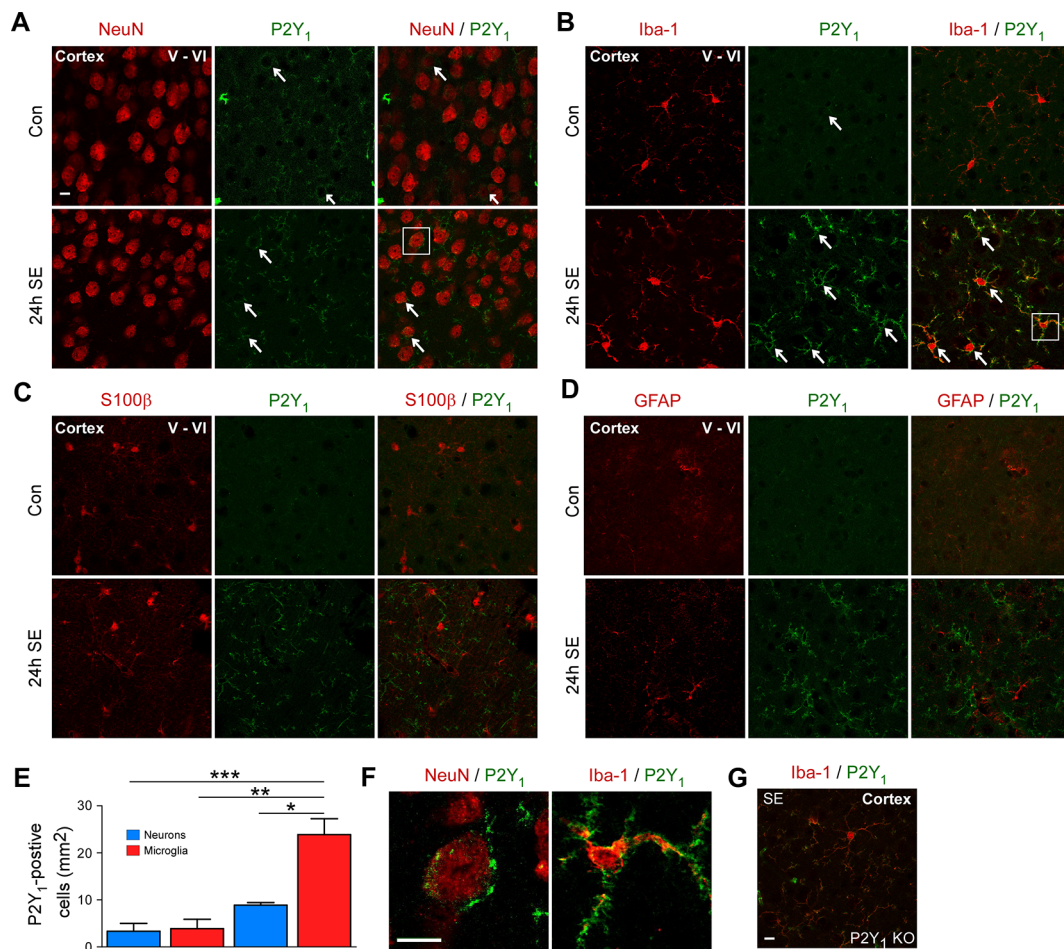 A
NeuN
P2Y1
NeuN / P2Y1
Cortex V - VI
Con
24h SE
B
Iba-1
P2Y1
Iba-1 / P2Y1
Cortex V - VI
Con
24h SE
C
S100β
P2Y1
S100β / P2Y1
Cortex V - VI
Con
24h SE
D
GFAP
P2Y1
GFAP / P2Y1
Cortex V - VI
Con
24h SE
E
***
**
*
P2Y1-postive
cells (mm2)
30
20
10
0
Neurons
Microglia
F
NeuN / P2Y1
Iba-1 / P2Y1
G
Iba-1 / P2Y1
SE Cortex
P2Y1 KO